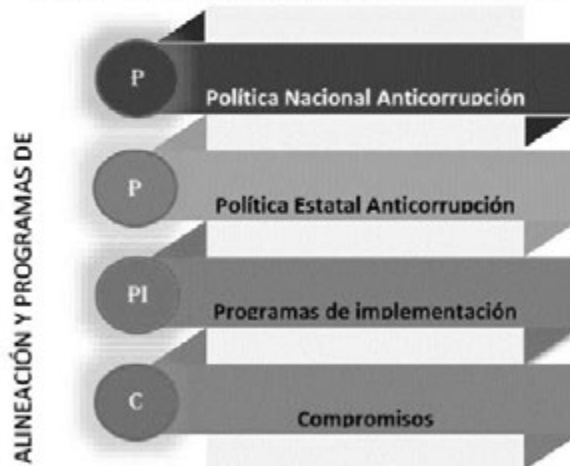 ALINEACIÓN Y PROGRAMAS DE
P
Política Nacional Anticorrupción
P
Política Estatal Anticorrupción
PI
Programas de implementación
C
Compromisos